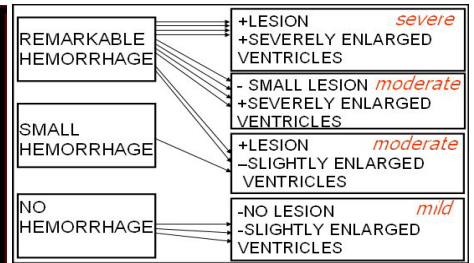 REMARKABLE
HEMORRHAGE
SMALL
HEMORRHAGE
NO
HEMORRHAGE
+LESION severe
+SEVERELY ENLARGED
VENTRICLES
- SMALL LESION moderate
+SEVERELY ENLARGED
VENTRICLES
+LESION moderate
–SLIGHTLY ENLARGED
VENTRICLES
-NO LESION mild
-SLIGHTLY ENLARGED
VENTRICLES